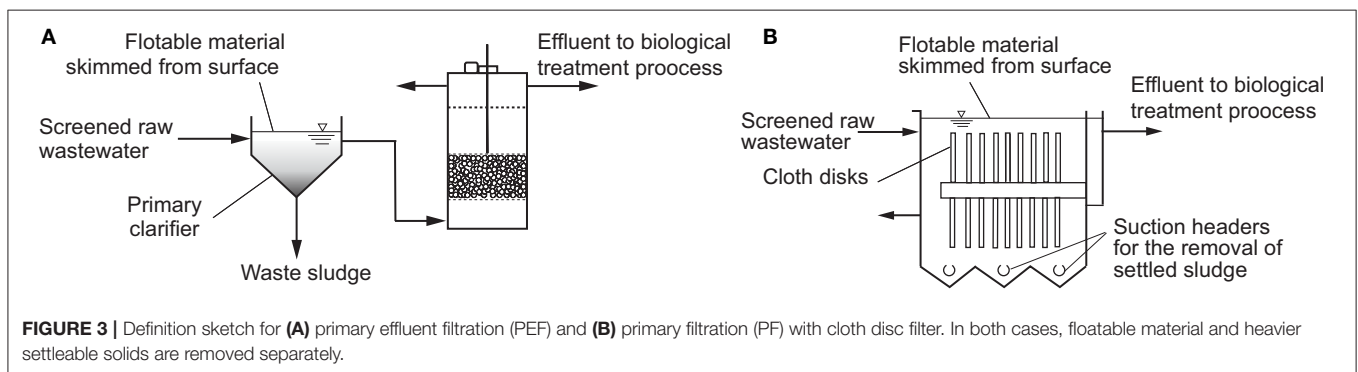 A
Flotable material
skimmed from surface
Screened raw
wastewater
Primary
clarifier
Waste sludge
Effluent to biological
treatment proocess
B
Flotable material
skimmed from surface
Effluent to biological
treatment proocess
Screened raw
wastewater
Cloth disks
Suction headers
for the removal of
settled sludge
FIGURE 3 | Definition sketch for (A) primary effluent filtration (PEF) and (B) primary filtration (PF) with cloth disc filter. In both cases, floatable material and heavier
settleable solids are removed separately.